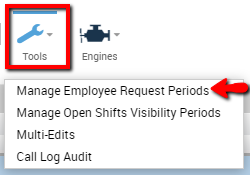 Tools
Engines
Manage Employee Request Periods
Manage Open Shifts Visibility Periods
Multi-Edits
Call Log Audit